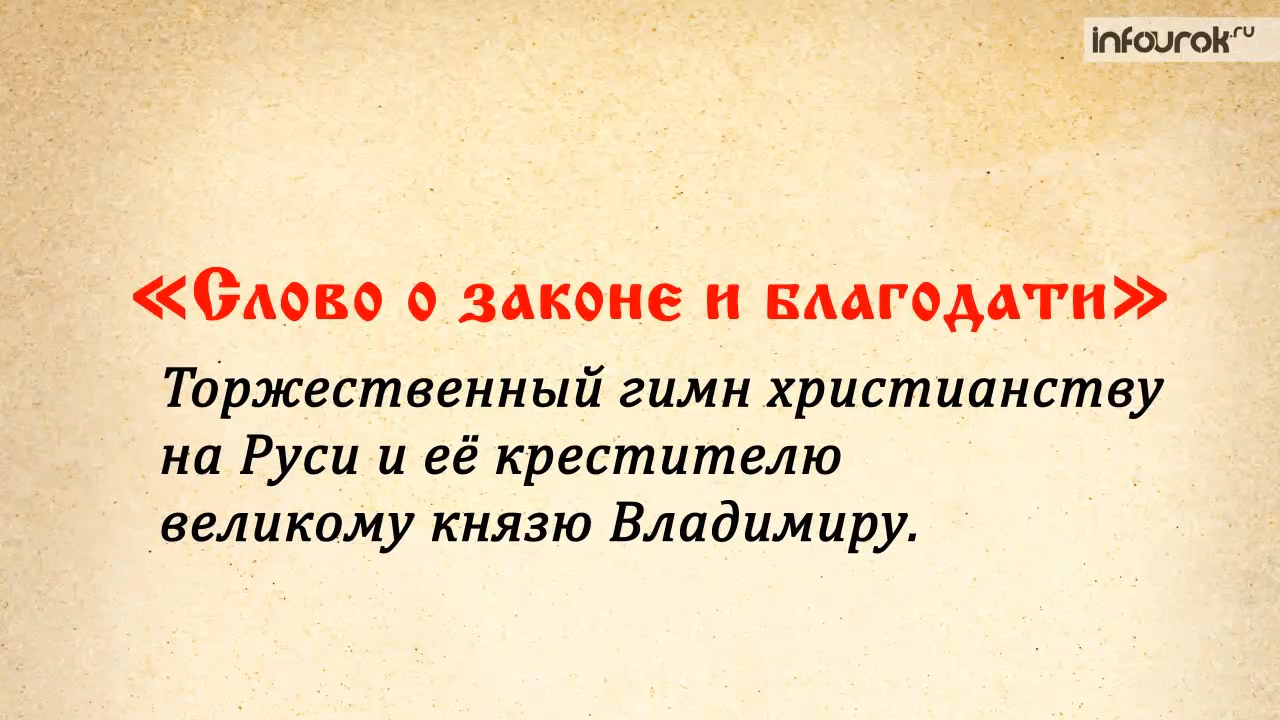 infourok.ru
«Слово о законе и благодати»
Торжественный гимн христианству
на Руси и её крестителю
великому князю Владимиру.